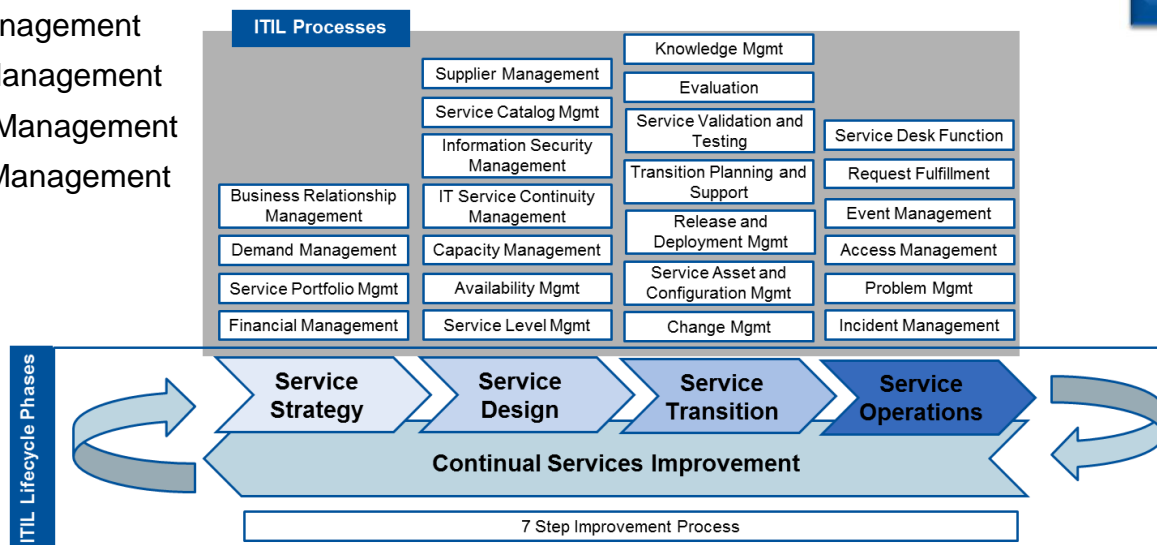 Management
Management
Management
ITIL Processes
Business Relationship
Management
Demand Management
Service Portfolio Mgmt
Financial Management
Supplier Management
Service Catalog Mgmt
Information Security
Management
IT Service Continuity
Management
Capacity Management
Availability Mgmt
Service Level Mgmt
Knowledge Mgmt
Evaluation
Service Validation and
Testing
Transition Planning and
Support
Release and
Deployment Mgmt
Service Asset and
Configuration Mgmt
Change Mgmt
Service Desk Function
Request Fulfillment
Event Management
Access Management
Problem Mgmt
Incident Management
ITIL Lifecycle Phases
Service
Strategy
Service
Design
Service
Transition
Service
Operations
Continual Services Improvement
7 Step Improvement Process